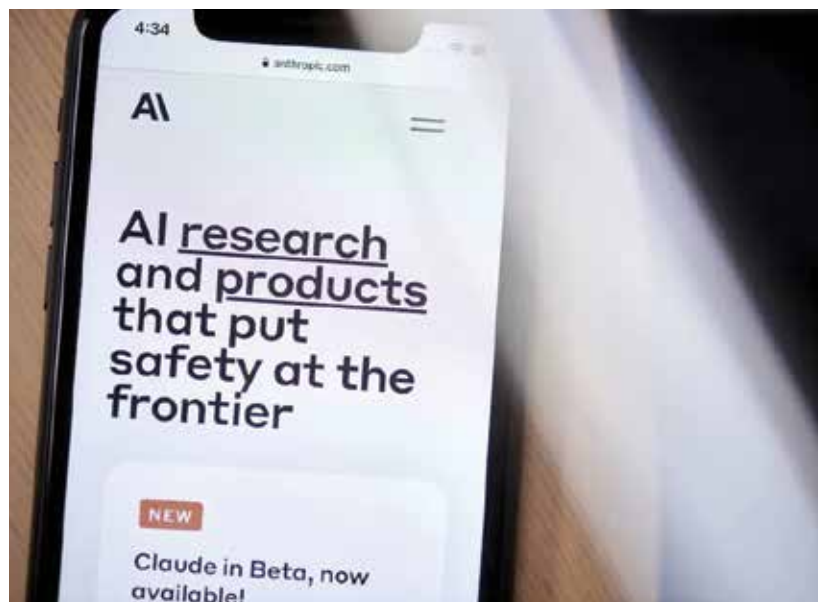 4:34
anthropic.com
A\
AI research
and products
that put
safety at the
frontier
NEW
Claude in Beta, now
available!